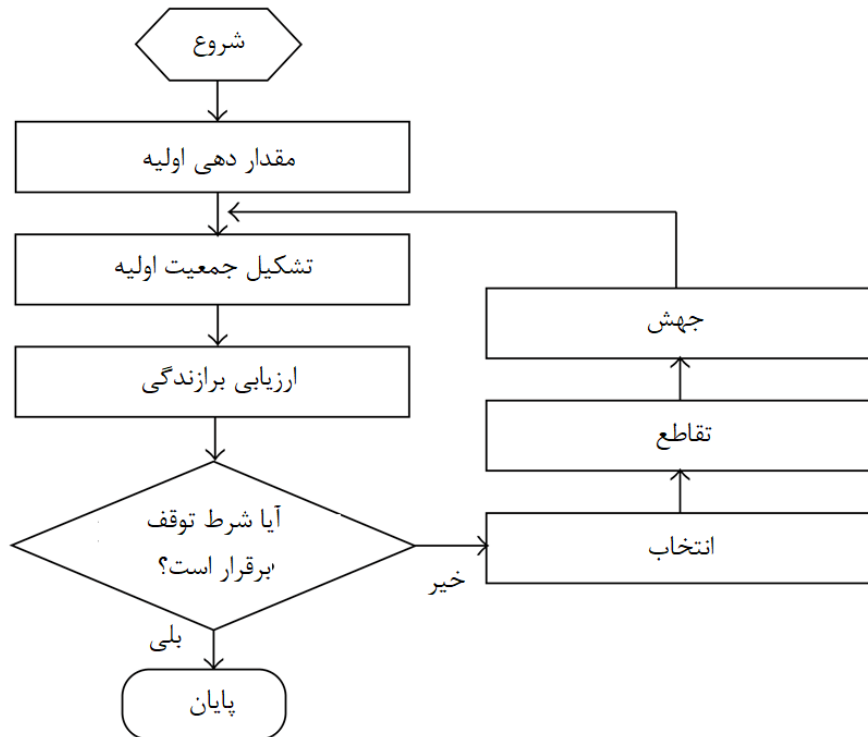 شروع
مقدار دهی اولیه
تشکیل جمعیت اولیه
ارزیابی برازندگی
آیا شرط توقف
برقرار است؟
خیر
بلی
پایان
انتخاب
تقاطع
جهش